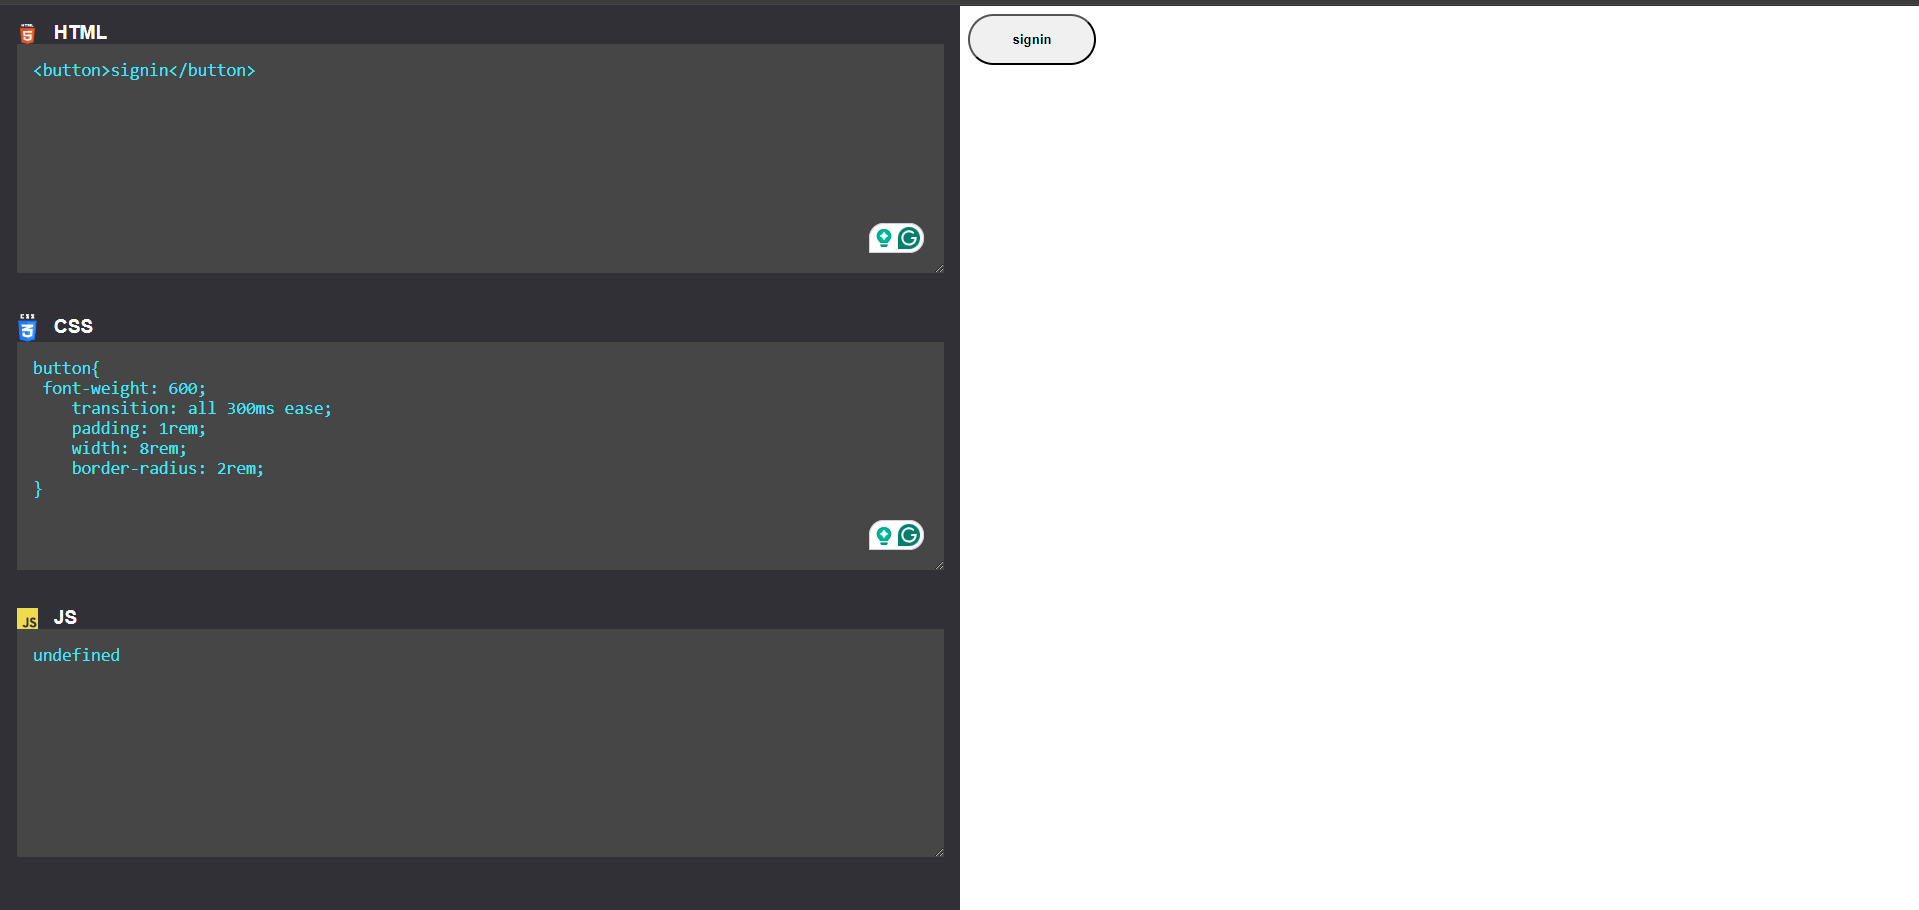 HTML
<button>signin</button>
CSS
button{
 font-weight: 600;
    transition: all 300ms ease;
    padding: 1rem;
    width: 8rem;
    border-radius: 2rem;
}
JS
undefined
signin